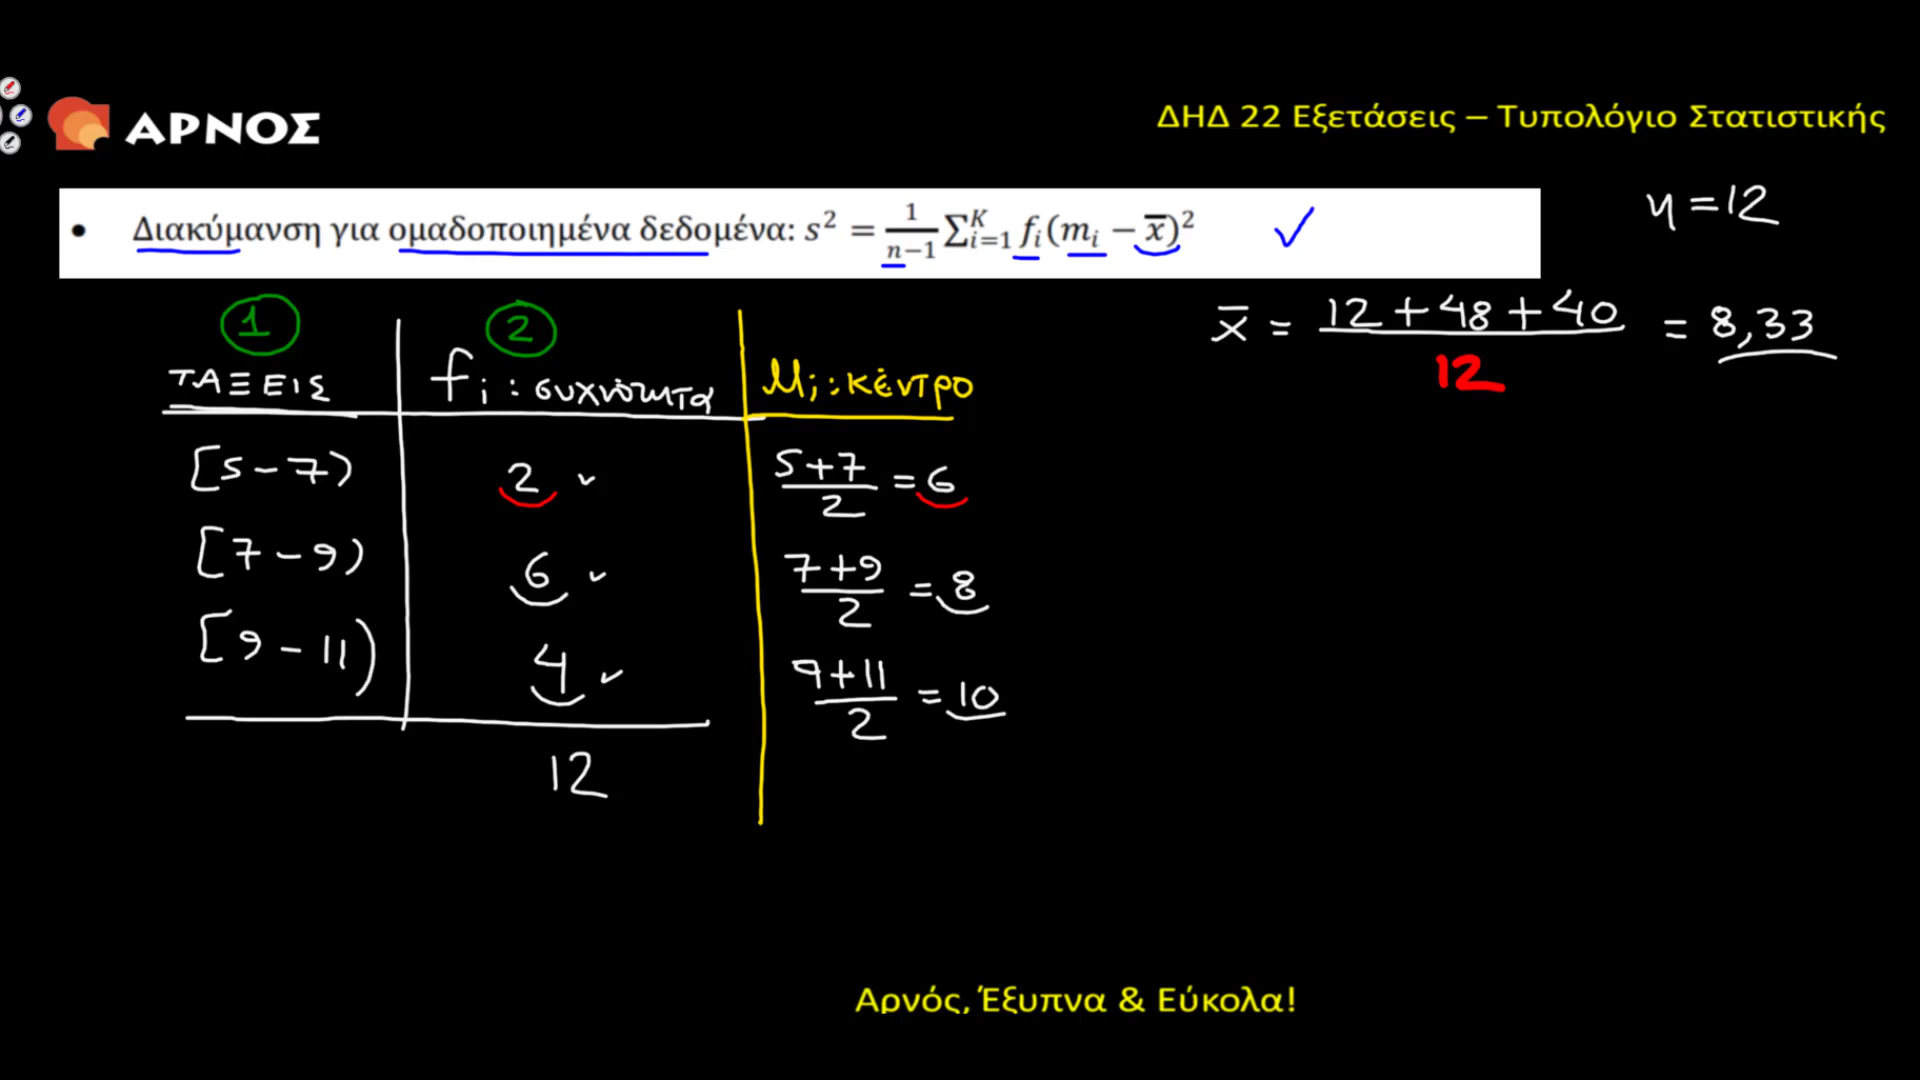 ΑΡΝΟΣ
ΔΗΔ 22 Εξετάσεις – Τυπολόγιο Στατιστικής
• Διακύμανση για ομαδοποιημένα δεδομένα: s² = 1/(n−1) Σ_{i=1}^{K} f_i(m_i − x̄)² ✓
η = 12
x̄ = (12 + 48 + 40)/12 = 8,33
1 2
ΤΑΞΕΙΣ f_i : συχνότητα M_i : κέντρο
[5 – 7) 2 ✓ (5+7)/2 = 6
[7 – 9) 6 ✓ (7+9)/2 = 8
[9 – 11) 4 ✓ (9+11)/2 = 10
12
Αρνός, Έξυπνα & Εύκολα!